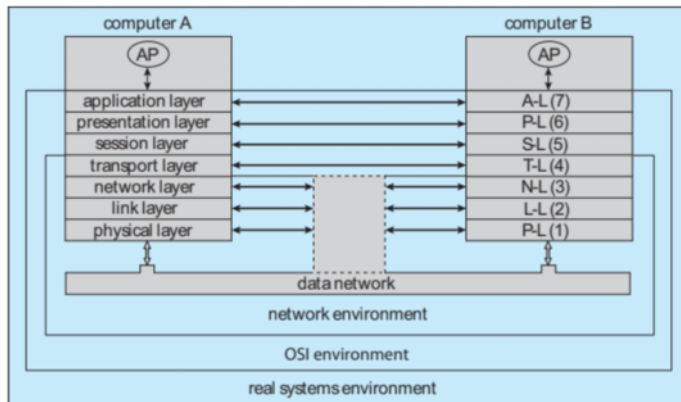 computer A computer B
AP AP
application layer A-L (7)
presentation layer P-L (6)
session layer S-L (5)
transport layer T-L (4)
network layer N-L (3)
link layer L-L (2)
physical layer P-L (1)
data network
network environment
OSI environment
real systems environment